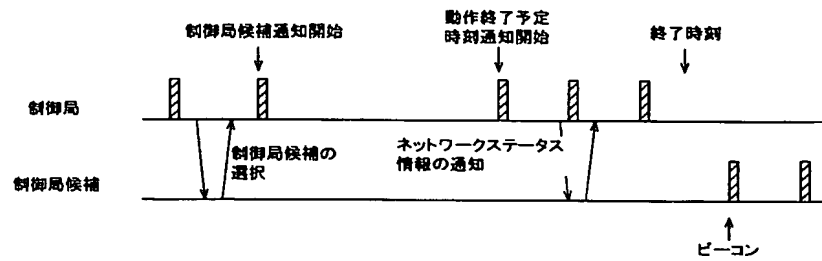 制御局候補通知開始
動作終了予定
時刻通知開始
終了時刻
制御局
制御局候補の
選択
ネットワークステータス
情報の通知
制御局候補
ビーコン